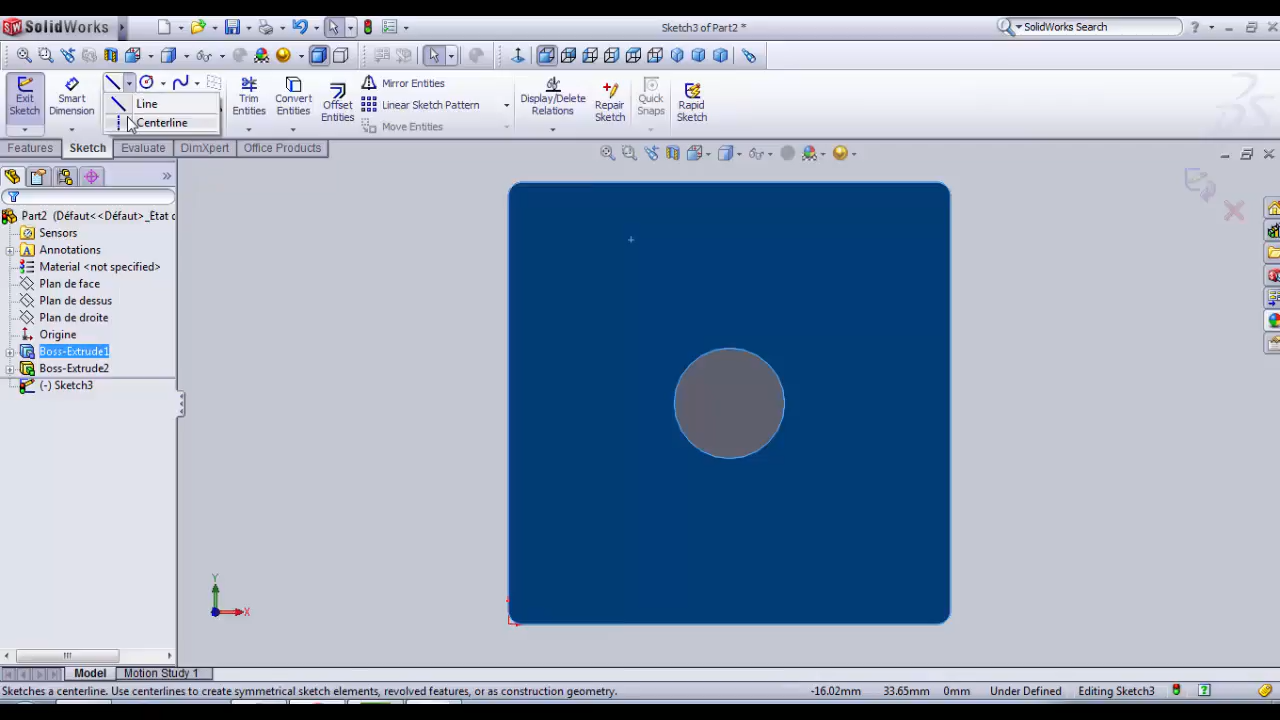 SolidWorks
Sketch3 of Part2 *
SolidWorks Search
Exit Sketch
Smart Dimension
Line
Centerline
Trim Entities
Convert Entities
Offset Entities
Mirror Entities
Linear Sketch Pattern
Move Entities
Display/Delete Relations
Repair Sketch
Quick Snaps
Rapid Sketch
Features
Sketch
Evaluate
DimXpert
Office Products
Part2 (Défaut<<Défaut>_Etat d
Sensors
Annotations
Material <not specified>
Plan de face
Plan de dessus
Plan de droite
Origine
Boss-Extrude1
Boss-Extrude2
(-) Sketch3
Y
X
Model
Motion Study 1
Sketches a centerline. Use centerlines to create symmetrical sketch elements, revolved features, or as construction geometry.
-16.02mm
33.65mm
0mm
Under Defined
Editing Sketch3